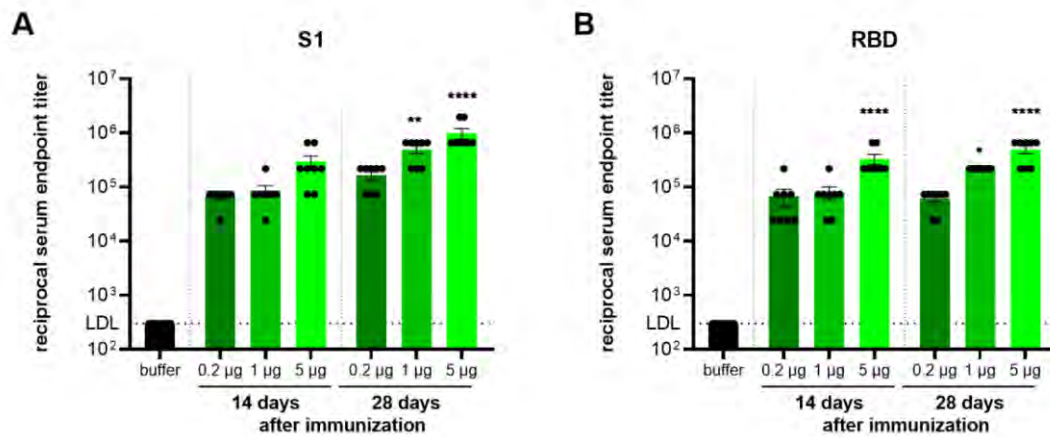 A
S1
reciprocal serum endpoint titer
10⁷
10⁶
10⁵
10⁴
10³
LDL
10²
** ****
buffer 0.2 µg 1 µg 5 µg 0.2 µg 1 µg 5 µg
14 days 28 days
after immunization
B
RBD
reciprocal serum endpoint titer
10⁷
10⁶
10⁵
10⁴
10³
LDL
10²
**** * ****
buffer 0.2 µg 1 µg 5 µg 0.2 µg 1 µg 5 µg
14 days 28 days
after immunization